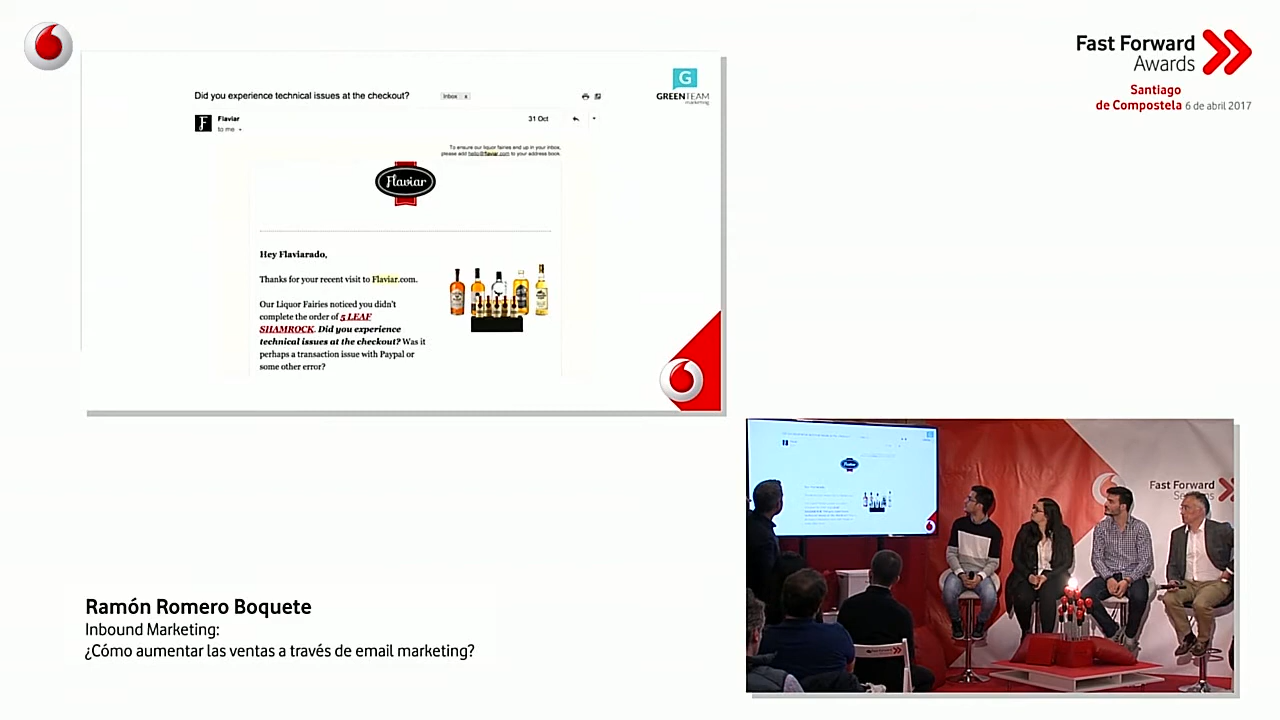 Fast Forward
Awards
Santiago
de Compostela 6 de abril 2017
G
GREENTEAM
marketing
Did you experience technical issues at the checkout?
Inbox x
Flaviar
to me
31 Oct
To ensure our liquor fairies end up in your inbox,
please add hello@flaviar.com to your address book.
Flaviar
Hey Flaviarado,
Thanks for your recent visit to Flaviar.com.
Our Liquor Fairies noticed you didn't
complete the order of 5 LEAF
SHAMROCK. Did you experience
technical issues at the checkout? Was it
perhaps a transaction issue with Paypal or
some other error?
Fast Forward
Ramón Romero Boquete
Inbound Marketing:
¿Cómo aumentar las ventas a través de email marketing?